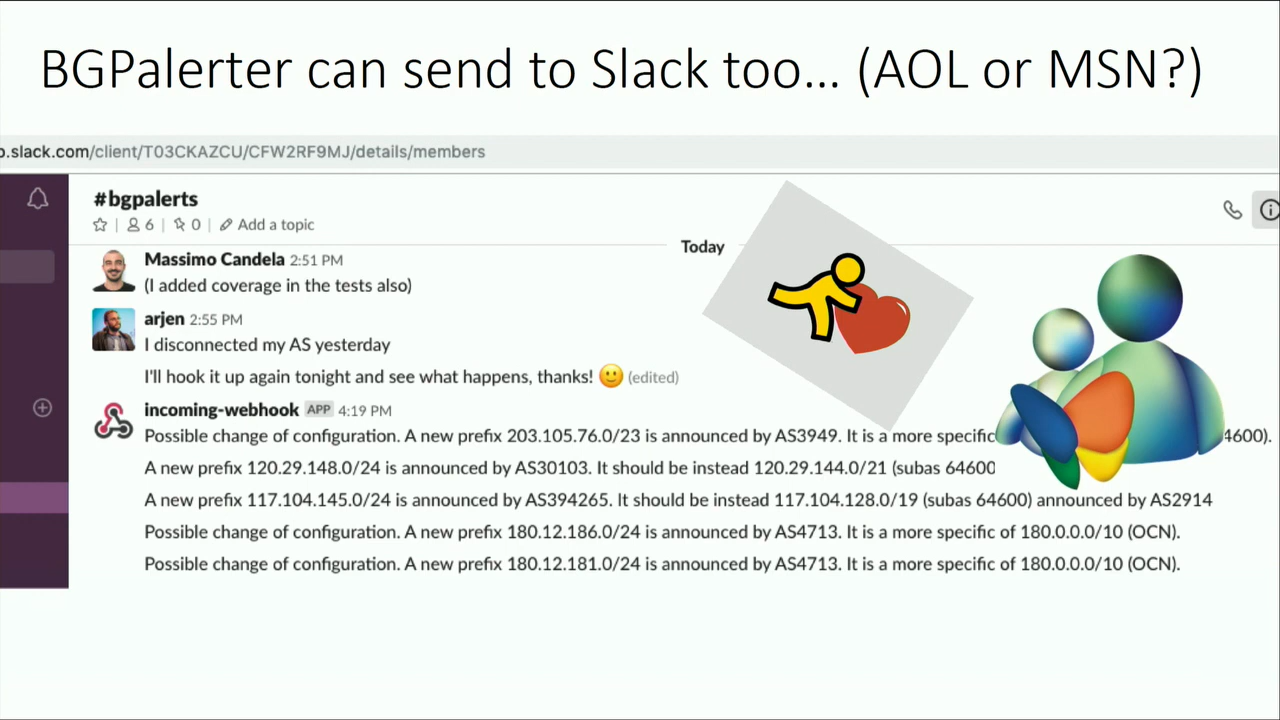 BGPalerter can send to Slack too... (AOL or MSN?)
.slack.com/client/T03CKAZCU/CFW2RF9MJ/details/members
#bgpalerts
6 | 0 | Add a topic
Today
Massimo Candela 2:51 PM
(I added coverage in the tests also)
arjen 2:55 PM
I disconnected my AS yesterday
I'll hook it up again tonight and see what happens, thanks! 🙂 (edited)
incoming-webhook APP 4:19 PM
Possible change of configuration. A new prefix 203.105.76.0/23 is announced by AS3949. It is a more specific 4600).
A new prefix 120.29.148.0/24 is announced by AS30103. It should be instead 120.29.144.0/21 (subas 64600
A new prefix 117.104.145.0/24 is announced by AS394265. It should be instead 117.104.128.0/19 (subas 64600) announced by AS2914
Possible change of configuration. A new prefix 180.12.186.0/24 is announced by AS4713. It is a more specific of 180.0.0.0/10 (OCN).
Possible change of configuration. A new prefix 180.12.181.0/24 is announced by AS4713. It is a more specific of 180.0.0.0/10 (OCN).